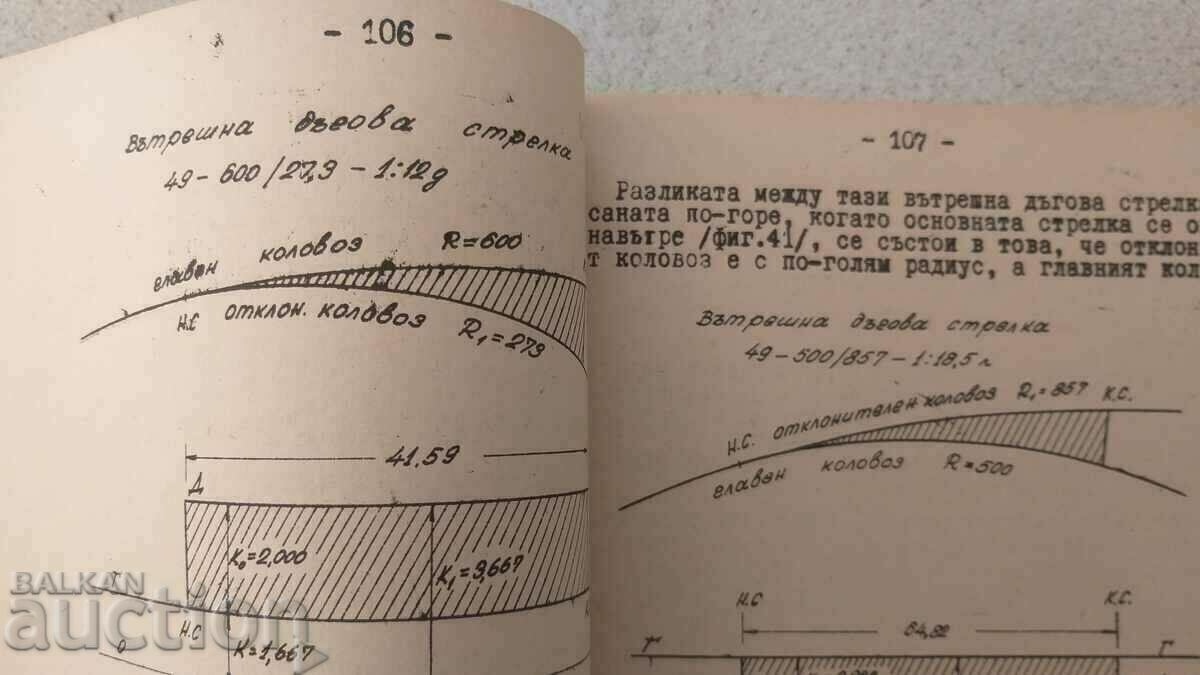 - 106 -
Вътрешна дъгова стрелка
49 - 600 / 27,9 - 1:12д
главен коловоз R=600
Н.С отклон. коловоз R₁=279
41,59
Д
K₀=2,000
K₁=3,667
Н.С
K=1,667
- 107 -
Разликата между тази вътрешна дъгова стрелк
саната по-горе, когато основната стрелка се о
навътре /фиг.41/, се състои в това, че отклон
т коловоз е с по-голям радиус, а главният кол
Вътрешна дъгова стрелка
49 - 500/857 - 1:18,5 л
Н.С. отклонителен коловоз R₁=857 К.С.
главен коловоз R=500
Н.С К.С.
64,82
Г Г
BALKAN
auction